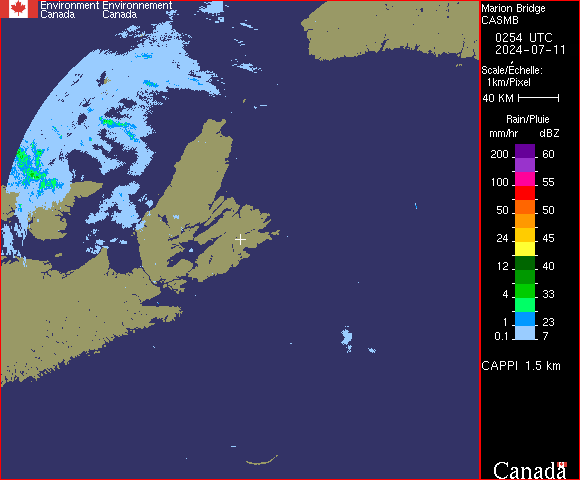 Environment Environnement
Canada Canada
Marion Bridge
CASMB
0254 UTC
2024-07-11
Scale/Échelle:
1km/Pixel
40 KM
Rain/Pluie
mm/hr dBZ
200 60
100 55
50 50
24 45
12 40
4 33
1 23
0.1 7
CAPPI 1.5 km
Canada